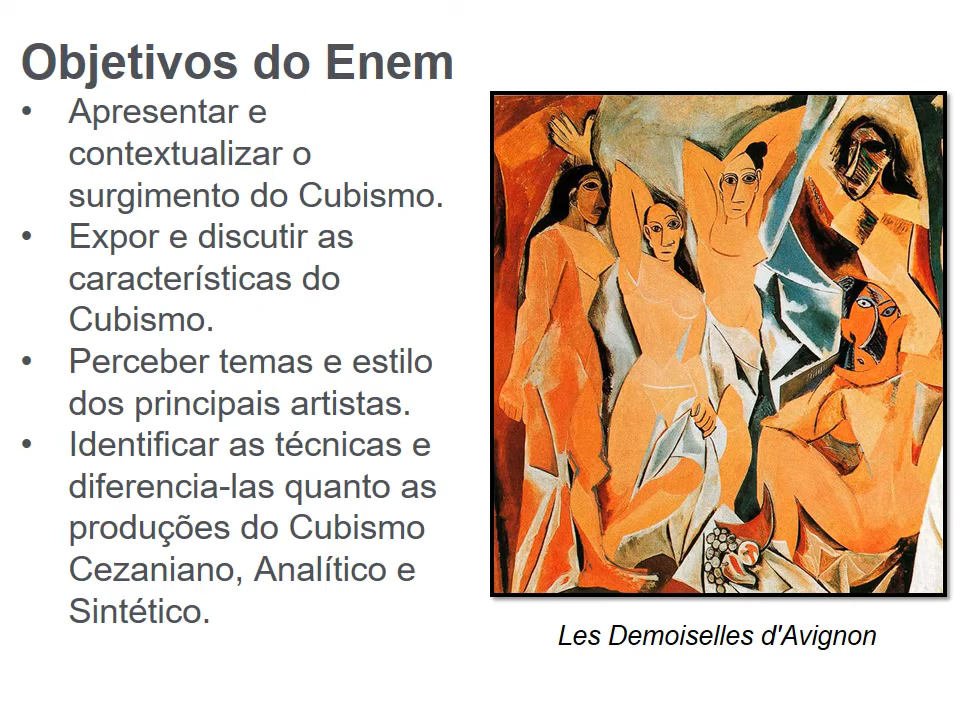 Objetivos do Enem
• Apresentar e
contextualizar o
surgimento do Cubismo.
• Expor e discutir as
características do
Cubismo.
• Perceber temas e estilo
dos principais artistas.
• Identificar as técnicas e
diferencia-las quanto as
produções do Cubismo
Cezaniano, Analítico e
Sintético.
Les Demoiselles d'Avignon